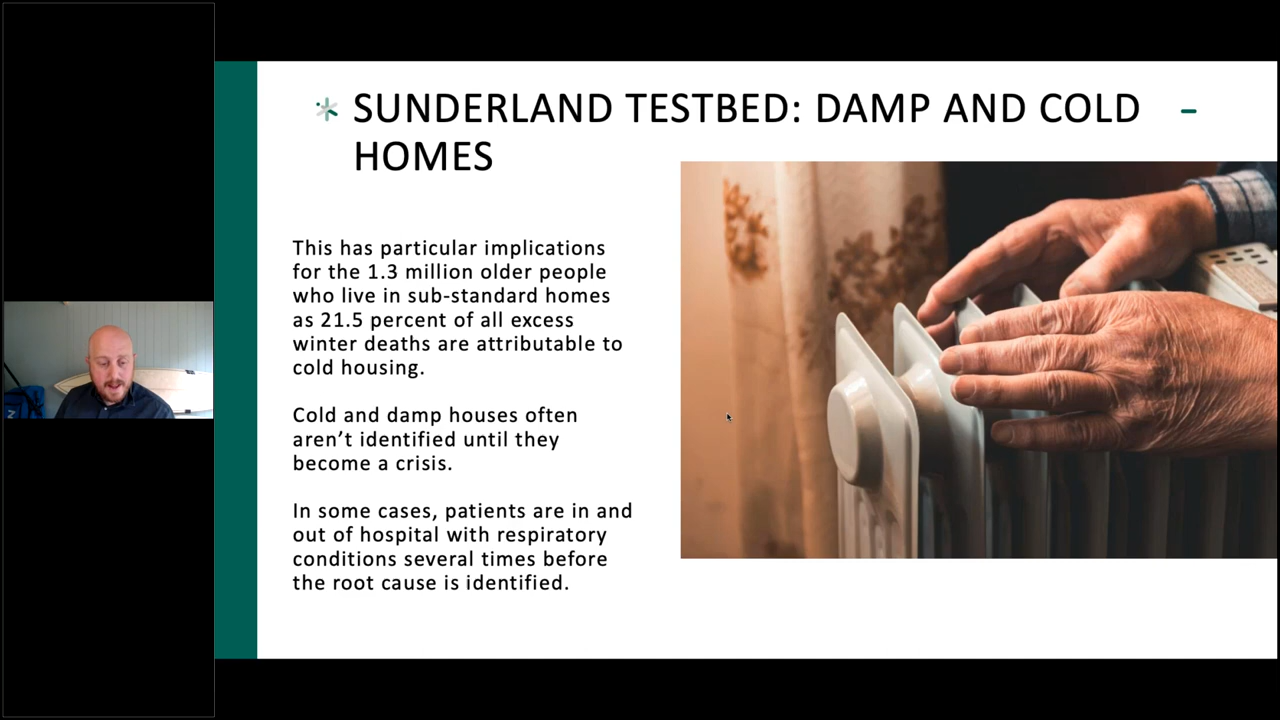 SUNDERLAND TESTBED: DAMP AND COLD
HOMES
This has particular implications
for the 1.3 million older people
who live in sub-standard homes
as 21.5 percent of all excess
winter deaths are attributable to
cold housing.
Cold and damp houses often
aren’t identified until they
become a crisis.
In some cases, patients are in and
out of hospital with respiratory
conditions several times before
the root cause is identified.